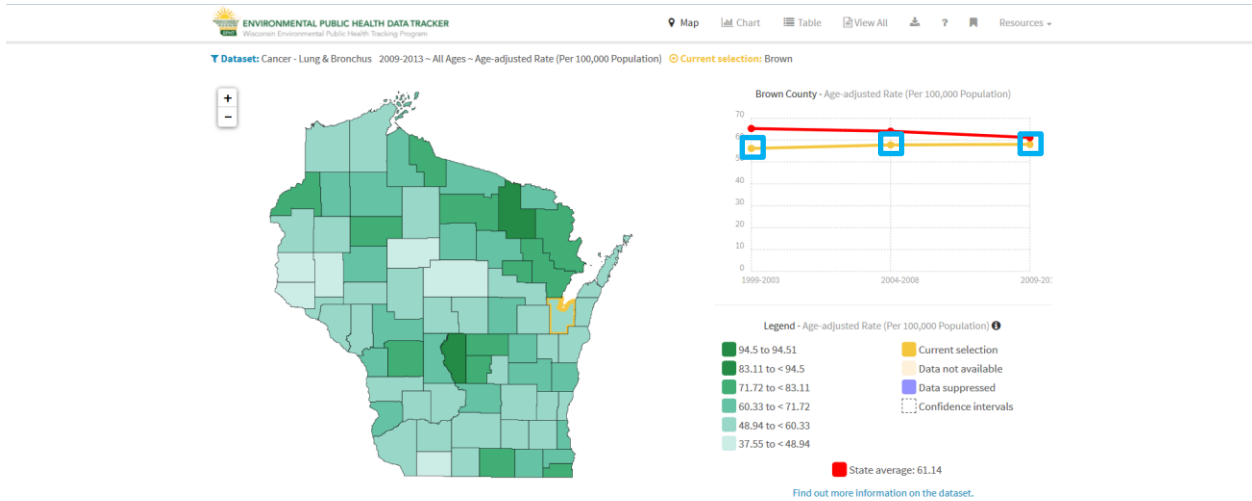 ENVIRONMENTAL PUBLIC HEALTH DATA TRACKER
Wisconsin Environmental Public Health Tracking Program
EPHT
Map Chart Table View All ? Resources
Dataset: Cancer - Lung & Bronchus 2009-2013 ~ All Ages ~ Age-adjusted Rate (Per 100,000 Population) Current selection: Brown
+
−
Brown County - Age-adjusted Rate (Per 100,000 Population)
70
40
30
20
10
0
1999-2003 2004-2008 2009-20
Legend - Age-adjusted Rate (Per 100,000 Population)
94.5 to 94.51 Current selection
83.11 to < 94.5 Data not available
71.72 to < 83.11 Data suppressed
60.33 to < 71.72 Confidence intervals
48.94 to < 60.33
37.55 to < 48.94
State average: 61.14
Find out more information on the dataset.